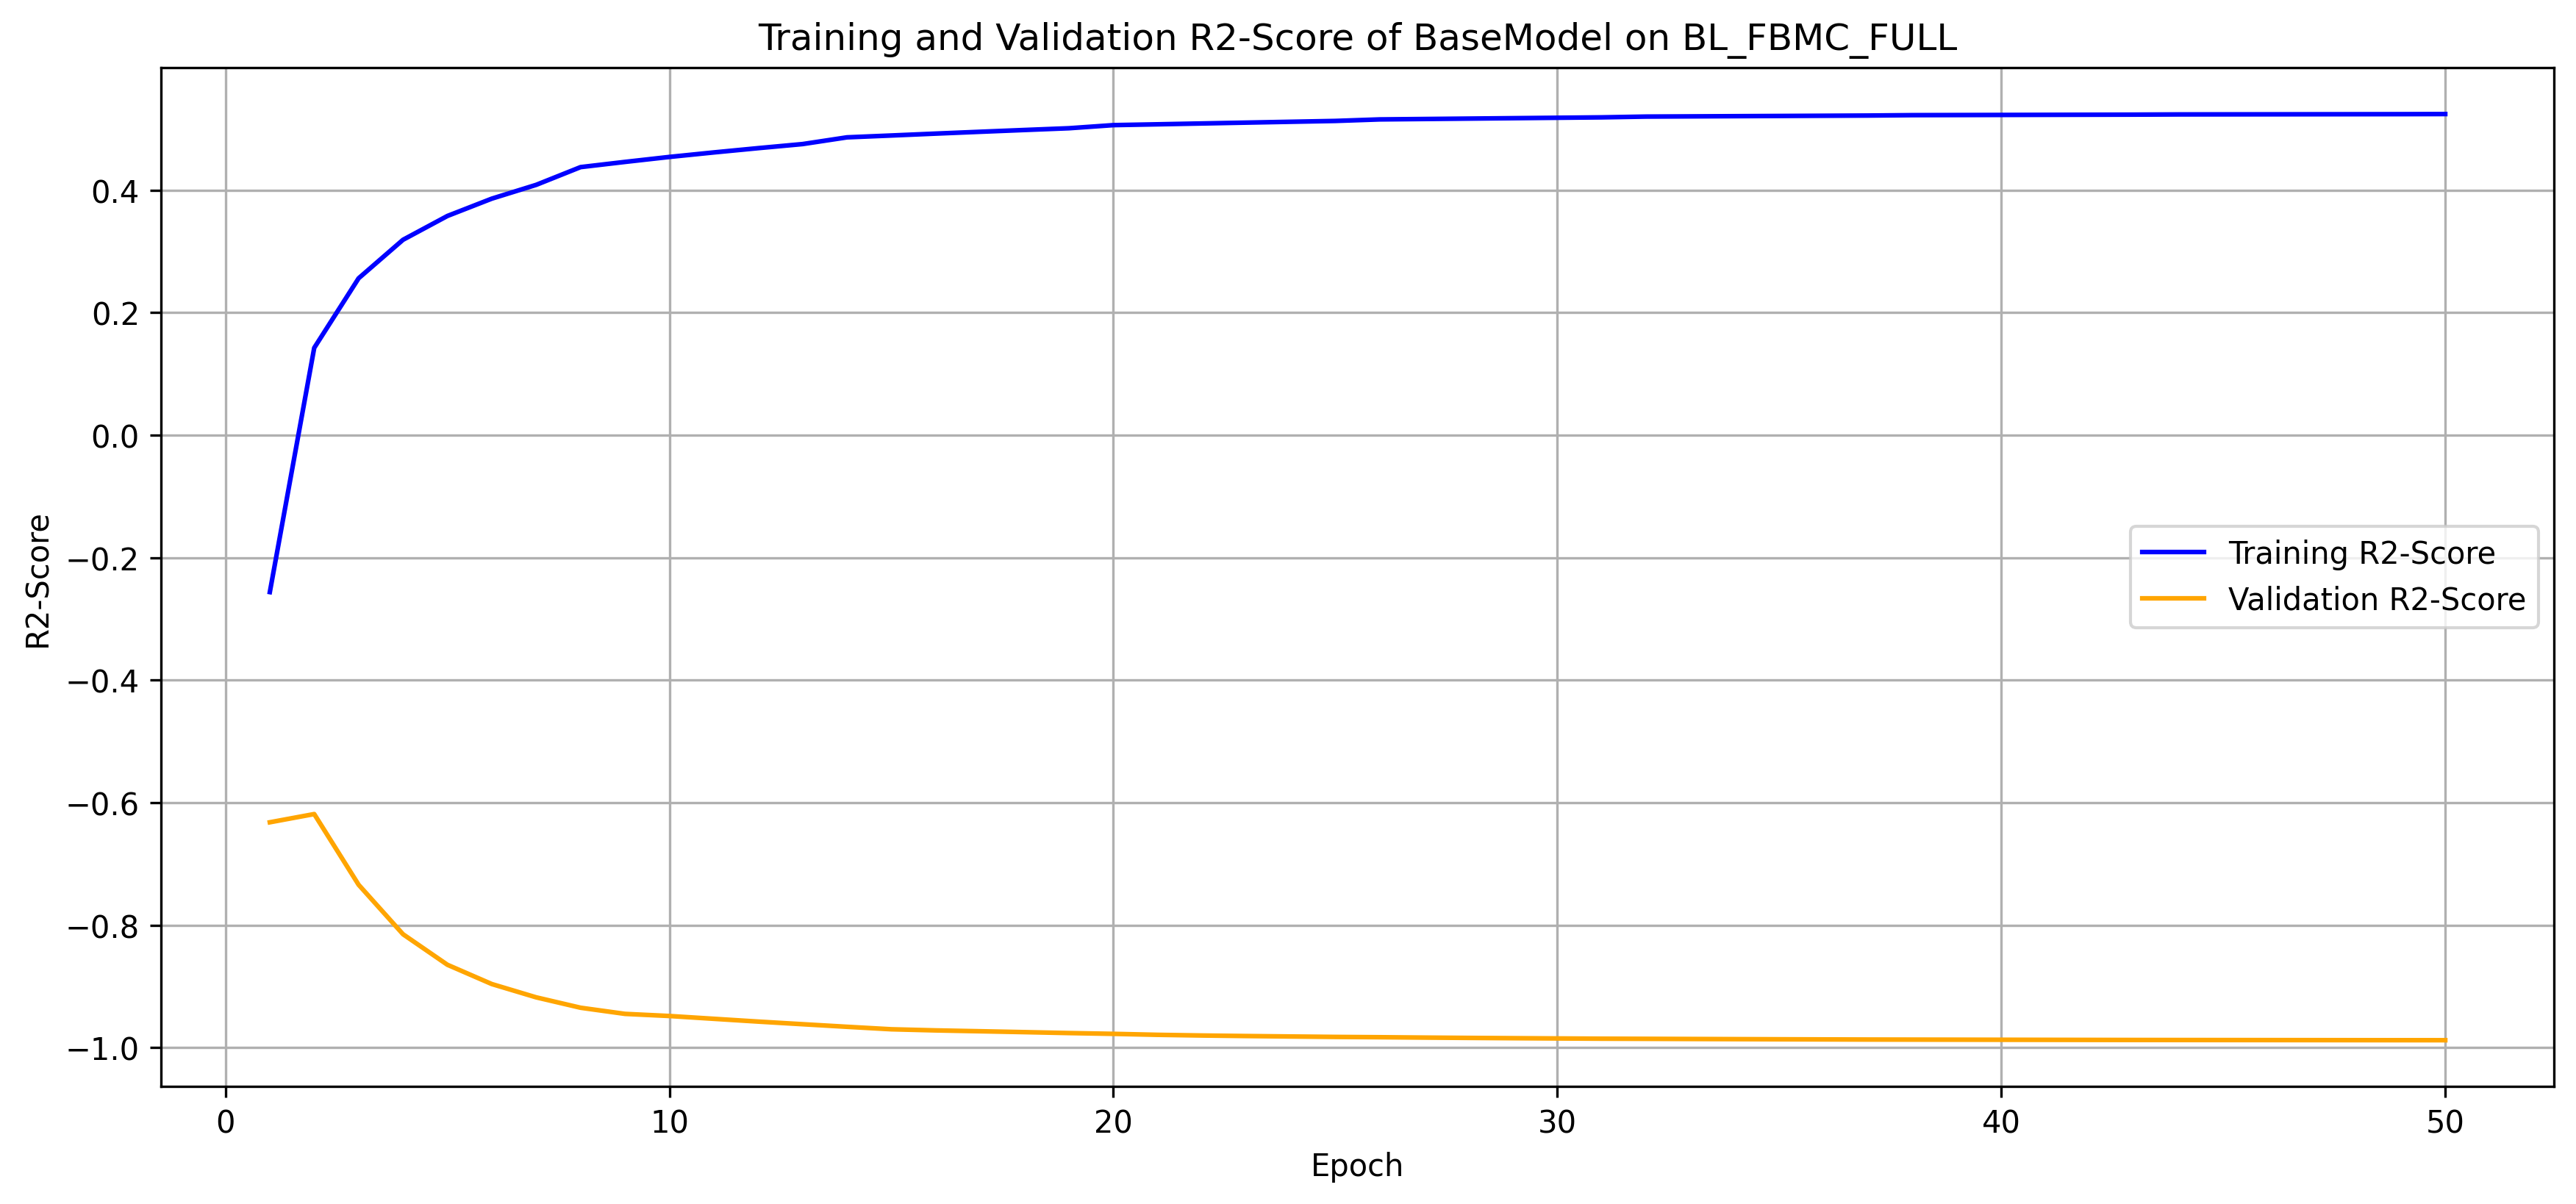 Training and Validation R2-Score of BaseModel on BL_FBMC_FULL
R2-Score
0.4
0.2
0.0
−0.2
−0.4
−0.6
−0.8
−1.0
Training R2-Score
Validation R2-Score
0 10 20 30 40 50
Epoch